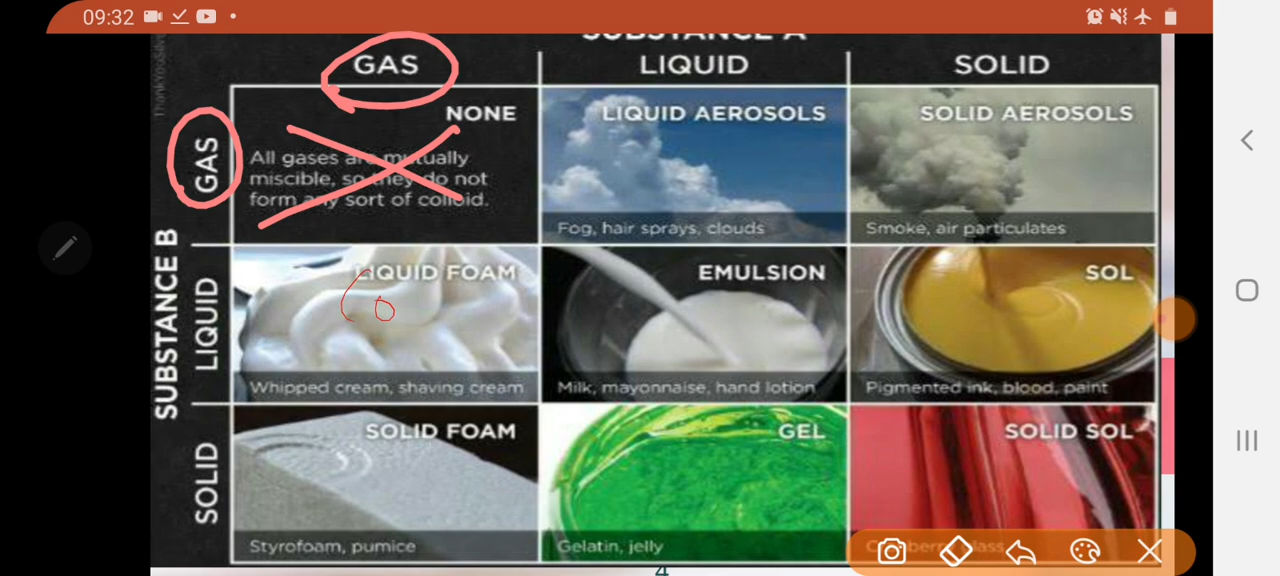 09:32
SUBSTANCE A
GAS
LIQUID
SOLID
ThankYouSilv
SUBSTANCE B
GAS
NONE
All gases are mutually
miscible, so they do not
form any sort of colloid.
LIQUID AEROSOLS
Fog, hair sprays, clouds
SOLID AEROSOLS
Smoke, air particulates
LIQUID
LIQUID FOAM
Whipped cream, shaving cream
EMULSION
Milk, mayonnaise, hand lotion
SOL
Pigmented ink, blood, paint
SOLID
SOLID FOAM
Styrofoam, pumice
GEL
Gelatin, jelly
SOLID SOL
4